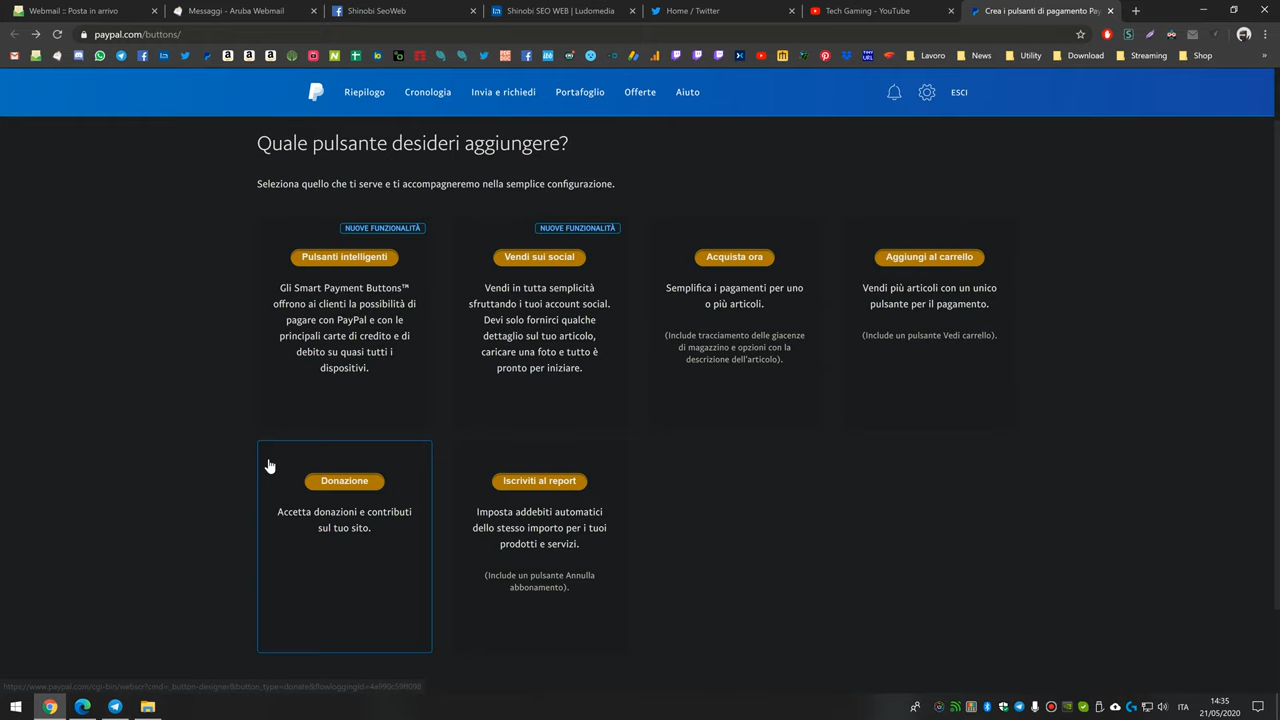 Webmail :: Posta in arrivo
Messaggi - Aruba Webmail
Shinobi SeoWeb
Shinobi SEO WEB | Ludomedia
Home / Twitter
Tech Gaming - YouTube
Crea i pulsanti di pagamento Pay
paypal.com/buttons/
Lavoro
News
Utility
Download
Streaming
Shop
Riepilogo
Cronologia
Invia e richiedi
Portafoglio
Offerte
Aiuto
ESCI
Quale pulsante desideri aggiungere?
Seleziona quello che ti serve e ti accompagneremo nella semplice configurazione.
NUOVE FUNZIONALITÀ
Pulsanti intelligenti
Gli Smart Payment Buttons™
offrono ai clienti la possibilità di
pagare con PayPal e con le
principali carte di credito e di
debito su quasi tutti i
dispositivi.
NUOVE FUNZIONALITÀ
Vendi sui social
Vendi in tutta semplicità
sfruttando i tuoi account social.
Devi solo fornirci qualche
dettaglio sul tuo articolo,
caricare una foto e tutto è
pronto per iniziare.
Acquista ora
Semplifica i pagamenti per uno
o più articoli.
(Include tracciamento delle giacenze
di magazzino e opzioni con la
descrizione dell'articolo).
Aggiungi al carrello
Vendi più articoli con un unico
pulsante per il pagamento.
(Include un pulsante Vedi carrello).
Donazione
Accetta donazioni e contributi
sul tuo sito.
Iscriviti al report
Imposta addebiti automatici
dello stesso importo per i tuoi
prodotti e servizi.
(Include un pulsante Annulla
abbonamento).
ITA
14:35
21/05/2020